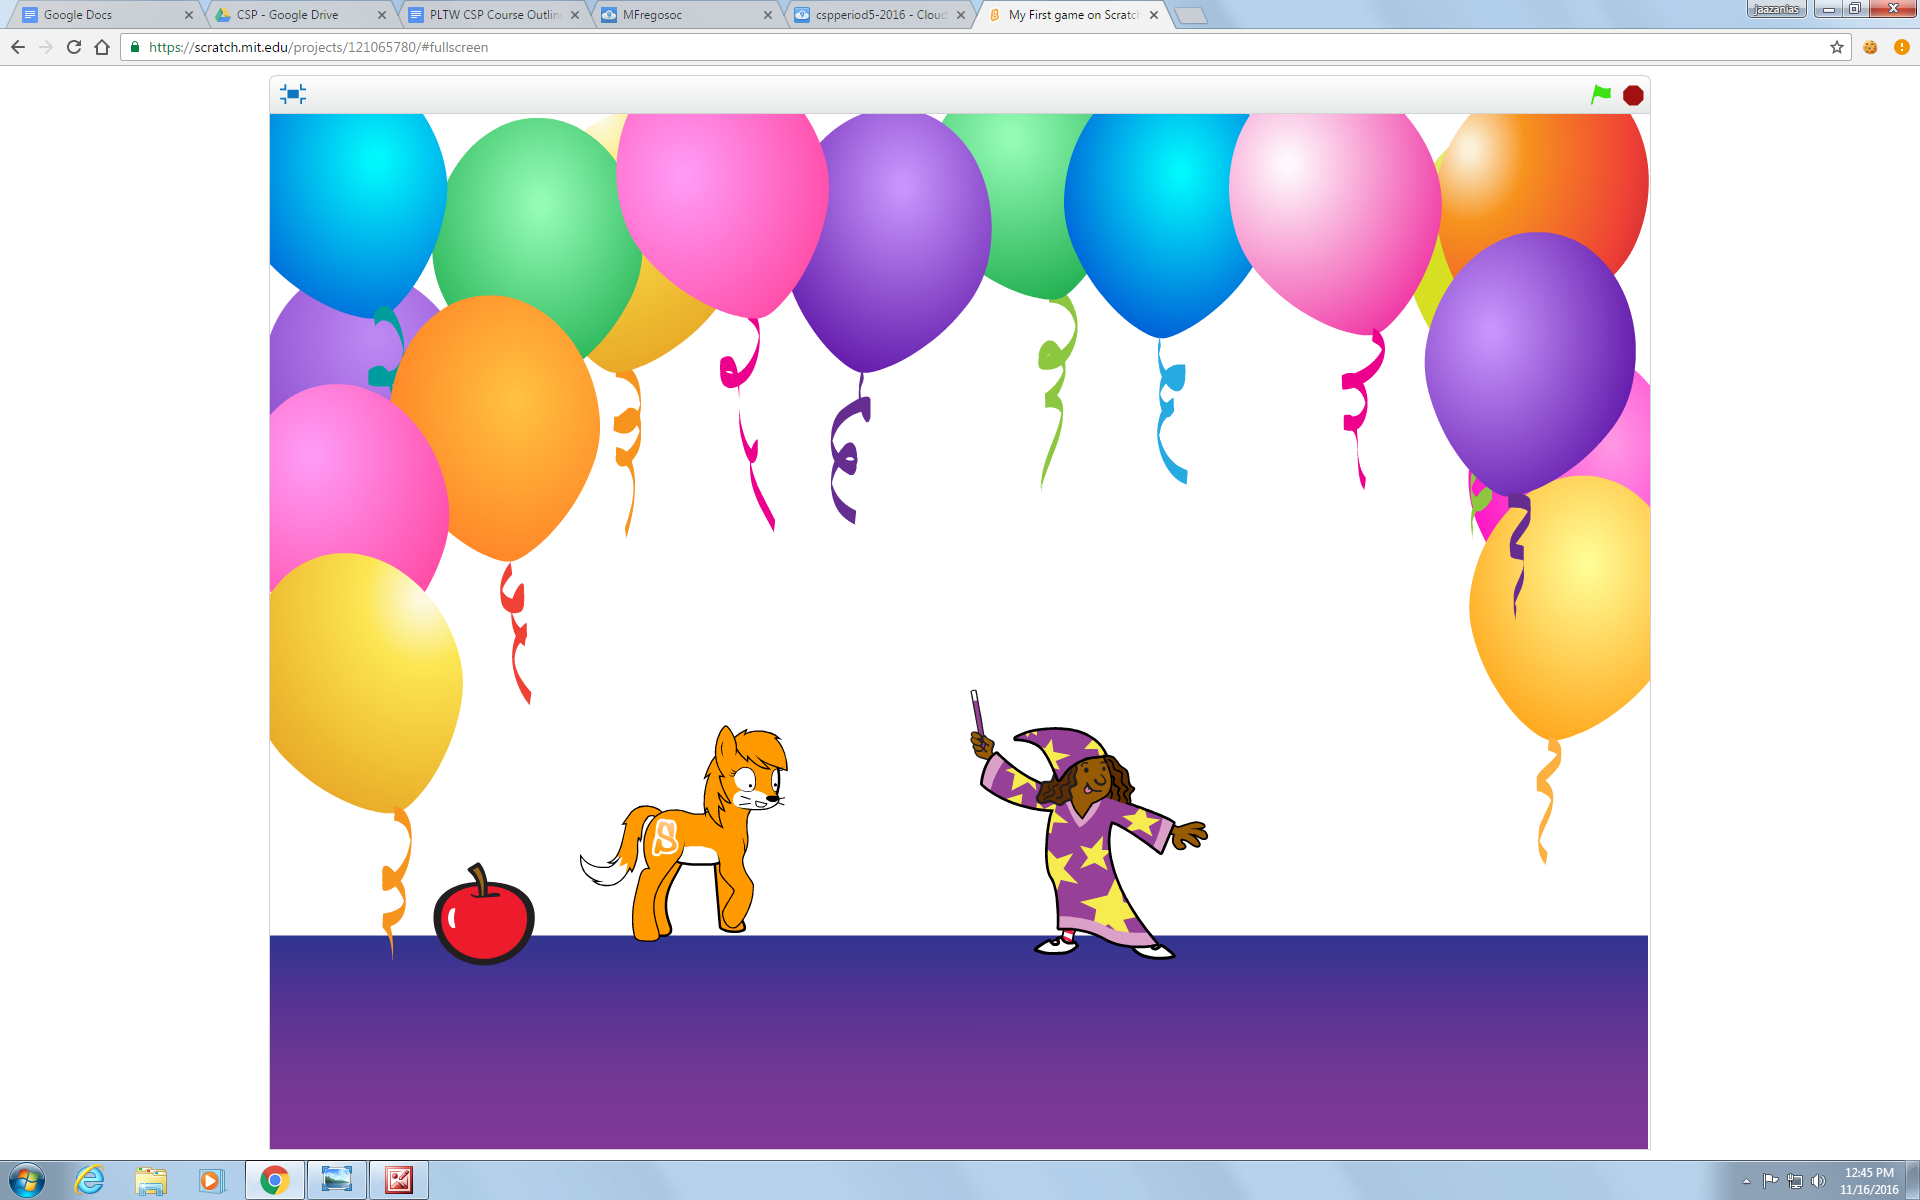 Google Docs
CSP - Google Drive
PLTW CSP Course Outlin
MFregosoc
cspperiod5-2016 - Cloud
My First game on Scratch
jaazanias
https://scratch.mit.edu/projects/121065780/#fullscreen
S
12:45 PM
11/16/2016